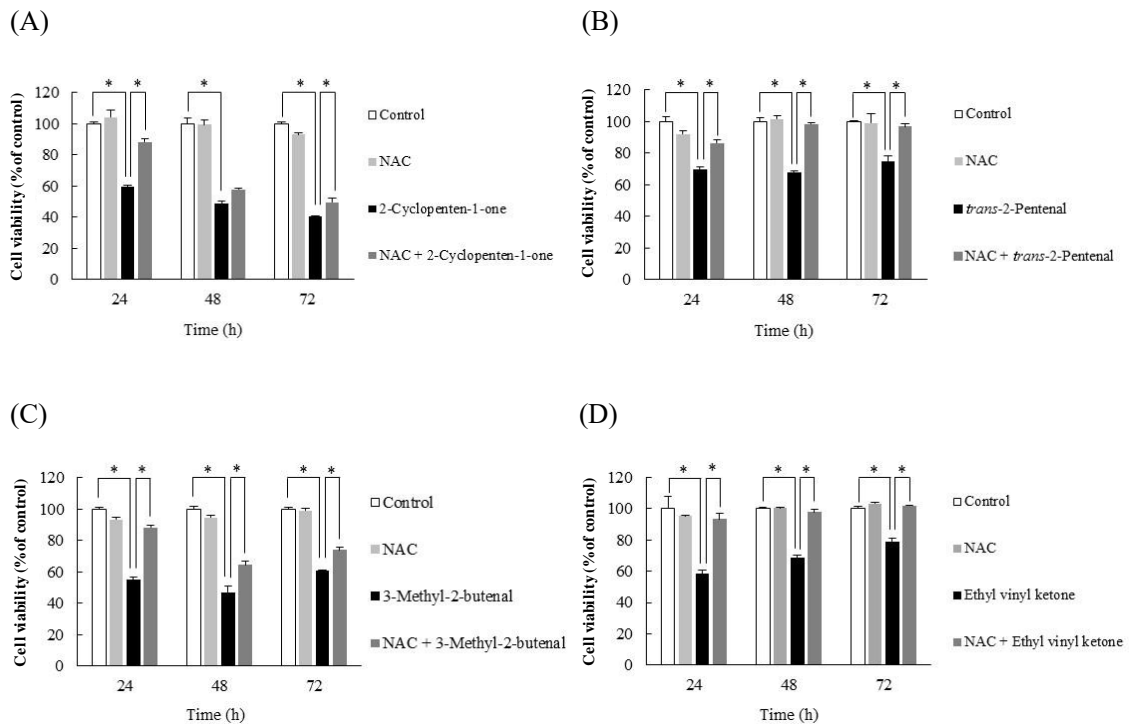 (A)
* * * * *
120
100
80
60
40
20
0
Cell viability (% of control)
24 48 72
Time (h)
Control
NAC
2-Cyclopenten-1-one
NAC + 2-Cyclopenten-1-one
(B)
* * * * * *
120
100
80
60
40
20
0
Cell viability (% of control)
24 48 72
Time (h)
Control
NAC
trans-2-Pentenal
NAC + trans-2-Pentenal
(C)
* * * * * *
120
100
80
60
40
20
0
Cell viability (% of control)
24 48 72
Time (h)
Control
NAC
3-Methyl-2-butenal
NAC + 3-Methyl-2-butenal
(D)
* * * * * *
120
100
80
60
40
20
0
Cell viability (% of control)
24 48 72
Time (h)
Control
NAC
Ethyl vinyl ketone
NAC + Ethyl vinyl ketone